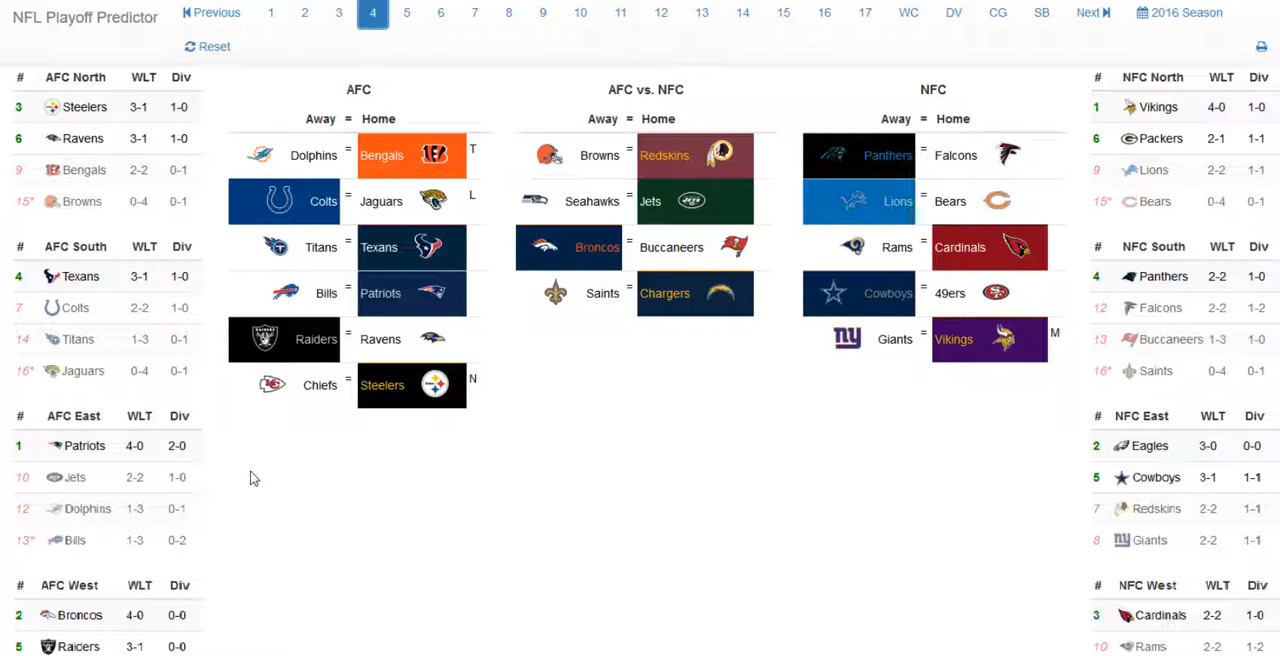 NFL Playoff Predictor
Previous 1 2 3 4 5 6 7 8 9 10 11 12 13 14 15 16 17 WC DV CG SB Next 2016 Season
Reset
# AFC North WLT Div
3 Steelers 3-1 1-0
6 Ravens 3-1 1-0
9 Bengals 2-2 0-1
15* Browns 0-4 0-1
# AFC South WLT Div
4 Texans 3-1 1-0
7 Colts 2-2 1-0
14 Titans 1-3 0-1
16* Jaguars 0-4 0-1
# AFC East WLT Div
1 Patriots 4-0 2-0
10 Jets 2-2 1-0
12 Dolphins 1-3 0-1
13* Bills 1-3 0-2
# AFC West WLT Div
2 Broncos 4-0 0-0
5 Raiders 3-1 0-0
AFC
Away = Home
Dolphins = Bengals T
Colts = Jaguars L
Titans = Texans
Bills = Patriots
Raiders = Ravens
Chiefs = Steelers N
AFC vs. NFC
Away = Home
Browns = Redskins
Seahawks = Jets
Broncos = Buccaneers
Saints = Chargers
NFC
Away = Home
Panthers = Falcons
Lions = Bears
Rams = Cardinals
Cowboys = 49ers
Giants = Vikings M
# NFC North WLT Div
1 Vikings 4-0 1-0
6 Packers 2-1 1-1
9 Lions 2-2 1-1
15* Bears 0-4 0-1
# NFC South WLT Div
4 Panthers 2-2 1-0
12 Falcons 2-2 1-2
13 Buccaneers 1-3 1-0
16* Saints 0-4 0-1
# NFC East WLT Div
2 Eagles 3-0 0-0
5 Cowboys 3-1 1-1
7 Redskins 2-2 1-1
8 Giants 2-2 1-1
# NFC West WLT Div
3 Cardinals 2-2 1-0
10 Rams 2-2 1-2